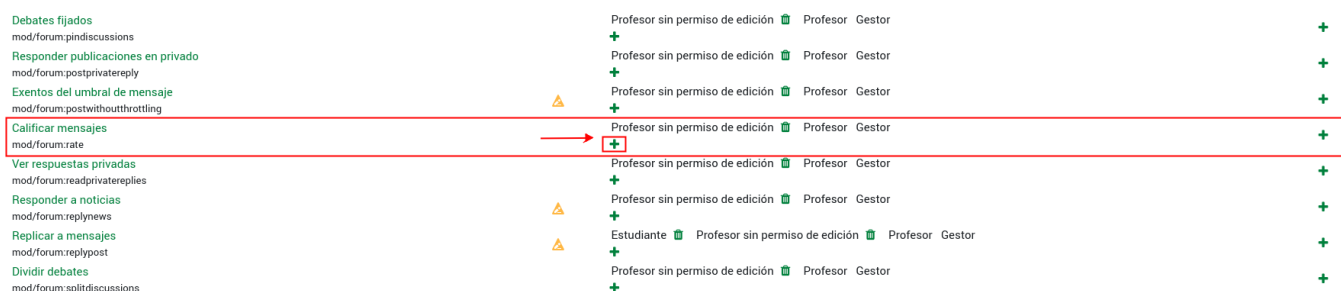 Debates fijados Profesor sin permiso de edición Profesor Gestor
mod/forum:pindiscussions
Responder publicaciones en privado Profesor sin permiso de edición Profesor Gestor
mod/forum:postprivatereply
Exentos del umbral de mensaje Profesor sin permiso de edición Profesor Gestor
mod/forum:postwithoutthrottling
Calificar mensajes Profesor sin permiso de edición Profesor Gestor
mod/forum:rate
Ver respuestas privadas Profesor sin permiso de edición Profesor Gestor
mod/forum:readprivatereplies
Responder a noticias Profesor sin permiso de edición Profesor Gestor
mod/forum:replynews
Replicar a mensajes Estudiante Profesor sin permiso de edición Profesor Gestor
mod/forum:replypost
Dividir debates Profesor sin permiso de edición Profesor Gestor
mod/forum:splitdiscussions